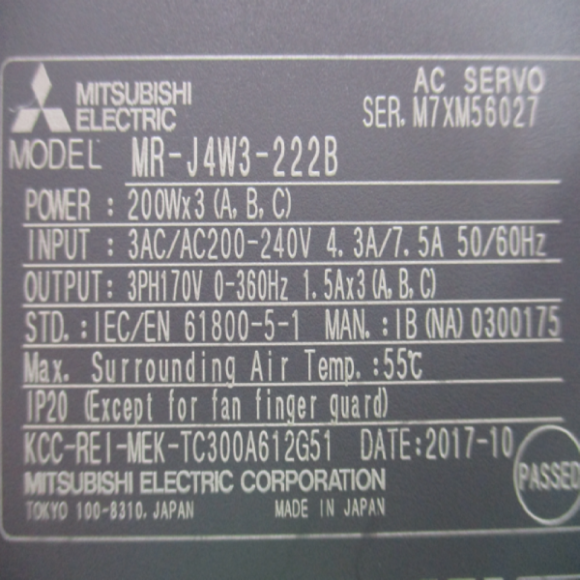 MITSUBISHI
ELECTRIC
AC SERVO
SER. M7XM56027
MODEL MR-J4W3-222B
POWER : 200Wx3 (A, B, C)
INPUT : 3AC/AC200-240V 4.3A/7.5A 50/60Hz
OUTPUT: 3PH170V 0-360Hz 1.5Ax3 (A, B, C)
STD. : IEC/EN 61800-5-1 MAN. : IB (NA) 0300175
Max. Surrounding Air Temp. :55℃
IP20 (Except for fan finger guard)
KCC-REI-MEK-TC300A612G51 DATE:2017-10
MITSUBISHI ELECTRIC CORPORATION
TOKYO 100-8310, JAPAN MADE IN JAPAN
PASSED